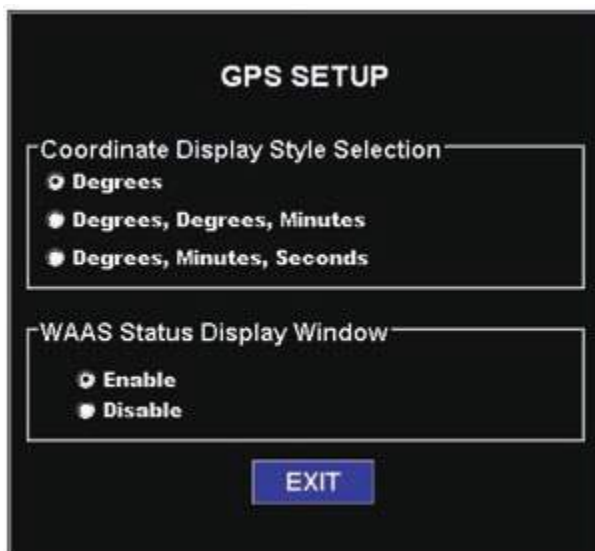 GPS SETUP
Coordinate Display Style Selection
Degrees
Degrees, Degrees, Minutes
Degrees, Minutes, Seconds
WAAS Status Display Window
Enable
Disable
EXIT